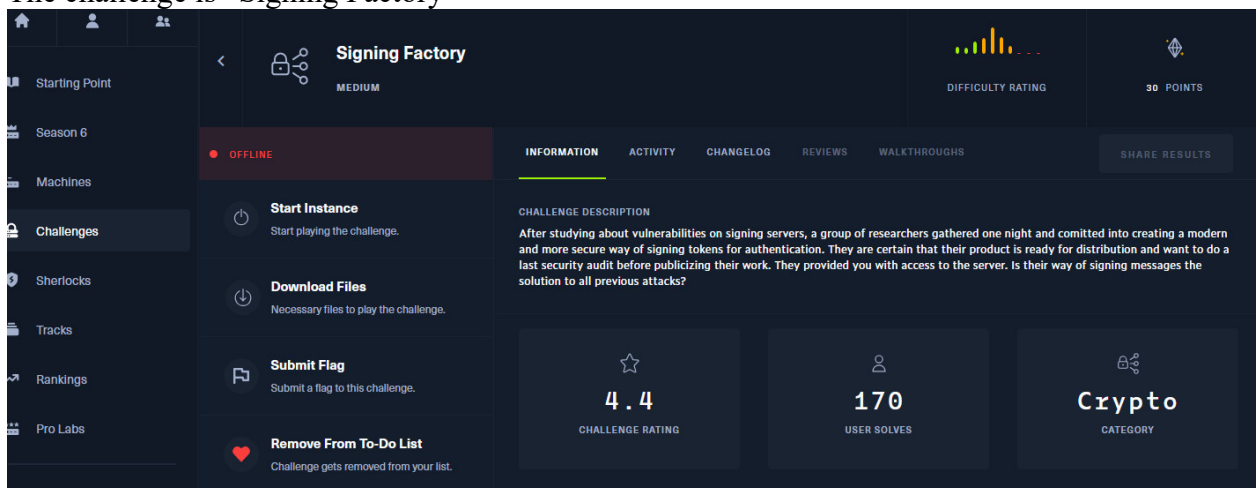 The challenge is "Signing Factory"
Signing Factory
MEDIUM
DIFFICULTY RATING
30 POINTS
Starting Point
Season 6
Machines
Challenges
Sherlocks
Tracks
Rankings
Pro Labs
OFFLINE
Start Instance
Start playing the challenge.
Download Files
Necessary files to play the challenge.
Submit Flag
Submit a flag to this challenge.
Remove From To-Do List
Challenge gets removed from your list.
INFORMATION ACTIVITY CHANGELOG REVIEWS WALKTHROUGHS
SHARE RESULTS
CHALLENGE DESCRIPTION
After studying about vulnerabilities on signing servers, a group of researchers gathered one night and comitted into creating a modern
and more secure way of signing tokens for authentication. They are certain that their product is ready for distribution and want to do a
last security audit before publicizing their work. They provided you with access to the server. Is their way of signing messages the
solution to all previous attacks?
4.4
CHALLENGE RATING
170
USER SOLVES
Crypto
CATEGORY